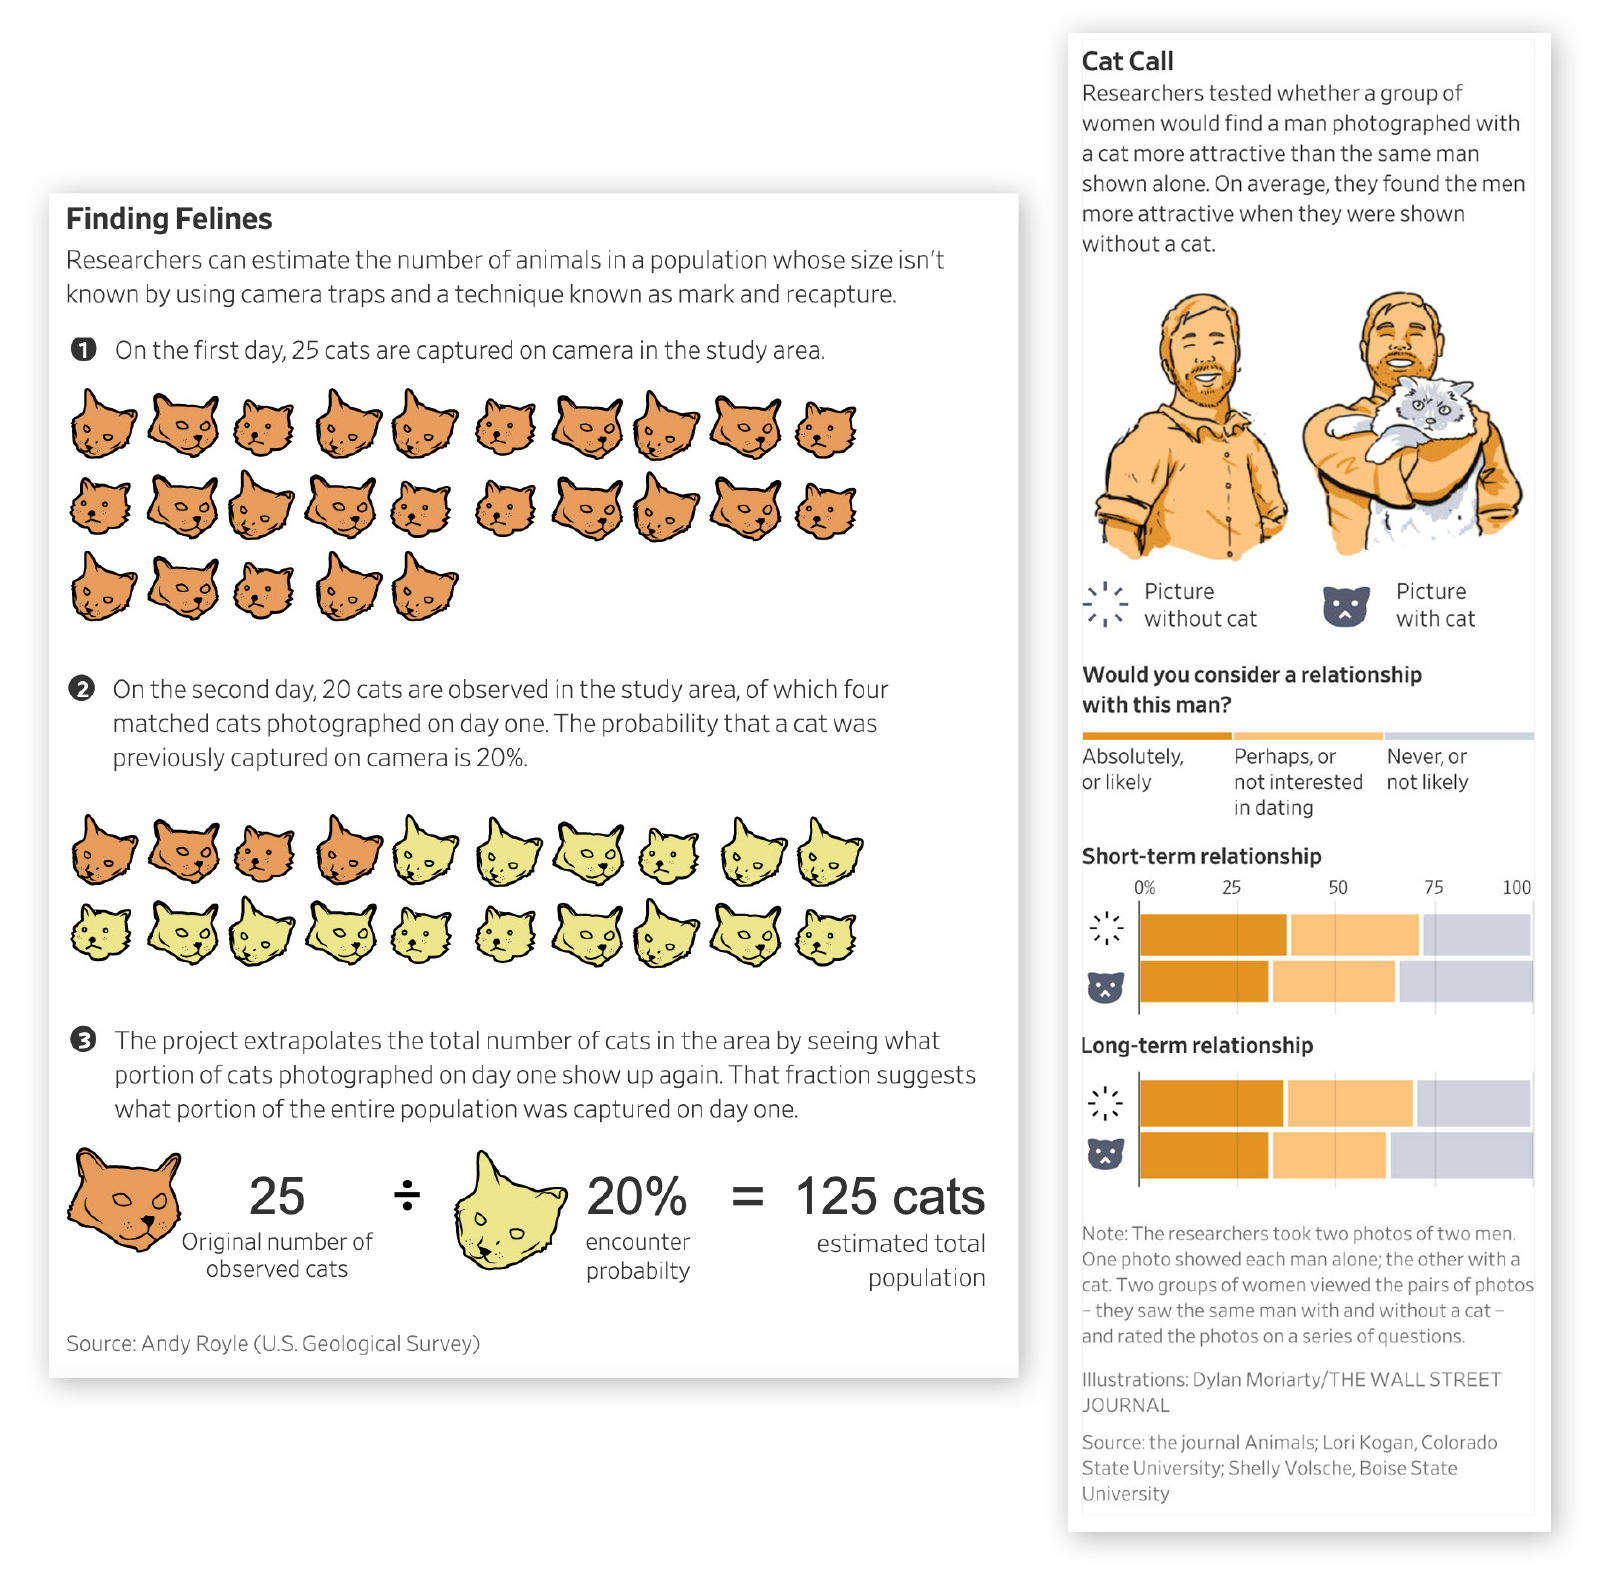 Finding Felines
Researchers can estimate the number of animals in a population whose size isn't
known by using camera traps and a technique known as mark and recapture.
1 On the first day, 25 cats are captured on camera in the study area.
2 On the second day, 20 cats are observed in the study area, of which four
matched cats photographed on day one. The probability that a cat was
previously captured on camera is 20%.
3 The project extrapolates the total number of cats in the area by seeing what
portion of cats photographed on day one show up again. That fraction suggests
what portion of the entire population was captured on day one.
25 ÷ 20% = 125 cats
Original number of
observed cats
encounter
probabilty
estimated total
population
Source: Andy Royle (U.S. Geological Survey)
Cat Call
Researchers tested whether a group of
women would find a man photographed with
a cat more attractive than the same man
shown alone. On average, they found the men
more attractive when they were shown
without a cat.
Picture
without cat
Picture
with cat
Would you consider a relationship
with this man?
Absolutely,
or likely
Perhaps, or
not interested
in dating
Never, or
not likely
Short-term relationship
0% 25 50 75 100
Long-term relationship
Note: The researchers took two photos of two men.
One photo showed each man alone; the other with a
cat. Two groups of women viewed the pairs of photos
– they saw the same man with and without a cat –
and rated the photos on a series of questions.
Illustrations: Dylan Moriarty/THE WALL STREET
JOURNAL
Source: the journal Animals; Lori Kogan, Colorado
State University; Shelly Volsche, Boise State
University